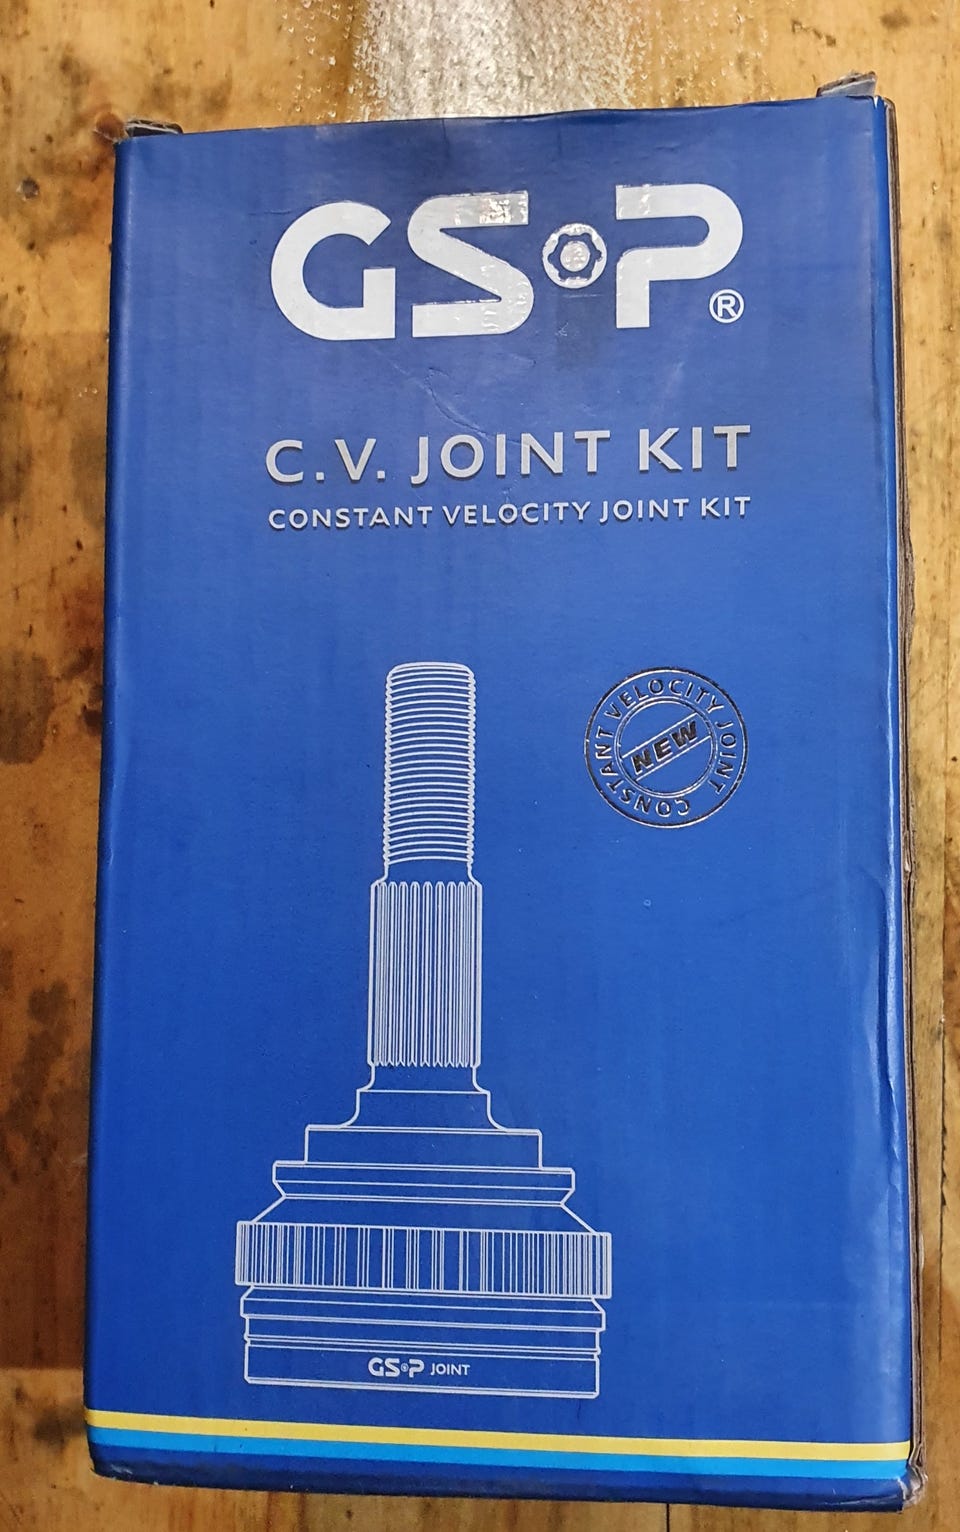 GSP®
C.V. JOINT KIT
CONSTANT VELOCITY JOINT KIT
CONSTANT VELOCITY JOINT
NEW
GSP JOINT